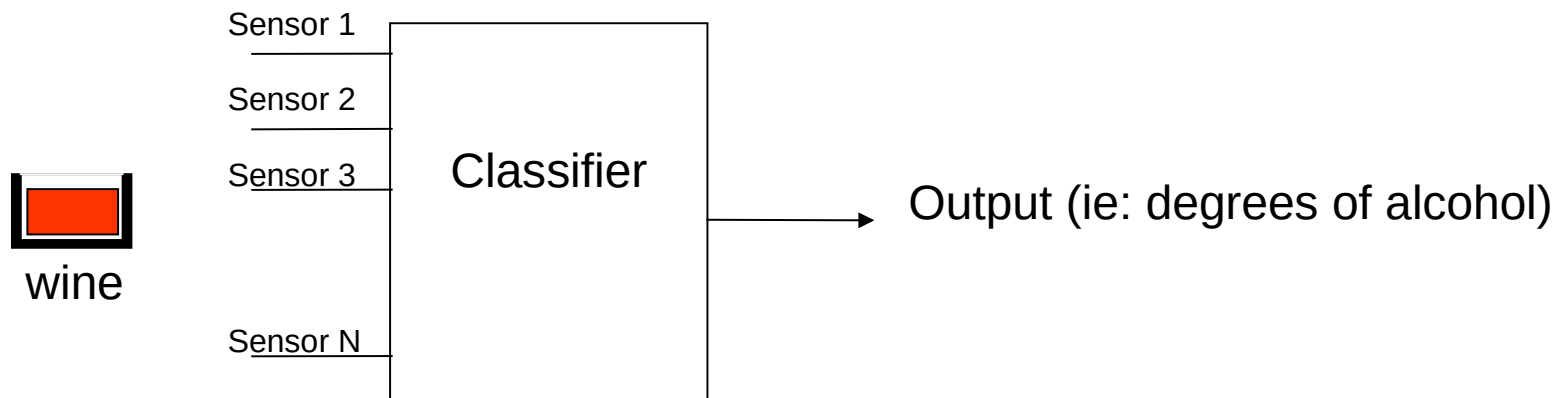 Sensor 1
Sensor 2
Sensor 3
Classifier
Output (ie: degrees of alcohol)
wine
Sensor N